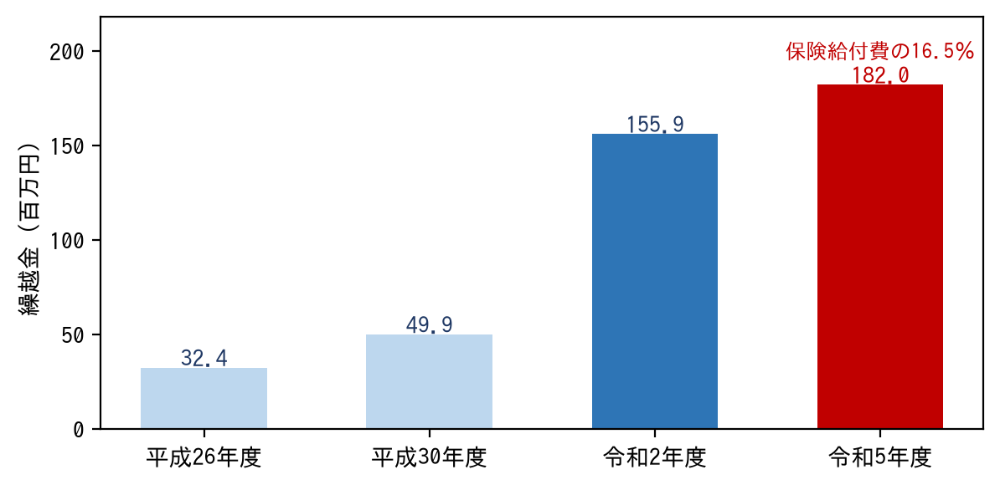 保険給付費の16.5%
182.0
155.9
49.9
32.4
繰越金（百万円）
200
150
100
50
0
平成26年度
平成30年度
令和2年度
令和5年度